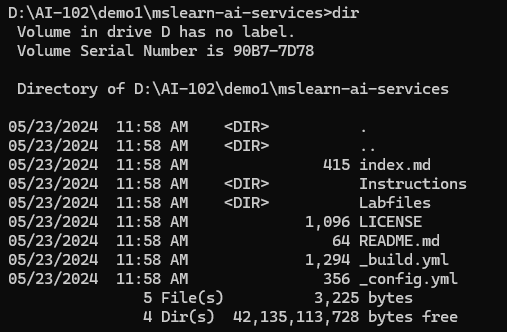 D:\AI-102\demo1\mslearn-ai-services>dir
 Volume in drive D has no label.
 Volume Serial Number is 90B7-7D78

 Directory of D:\AI-102\demo1\mslearn-ai-services

05/23/2024  11:58 AM    <DIR>          .
05/23/2024  11:58 AM    <DIR>          ..
05/23/2024  11:58 AM               415 index.md
05/23/2024  11:58 AM    <DIR>          Instructions
05/23/2024  11:58 AM    <DIR>          Labfiles
05/23/2024  11:58 AM             1,096 LICENSE
05/23/2024  11:58 AM                64 README.md
05/23/2024  11:58 AM             1,294 _build.yml
05/23/2024  11:58 AM               356 _config.yml
               5 File(s)          3,225 bytes
               4 Dir(s)  42,135,113,728 bytes free